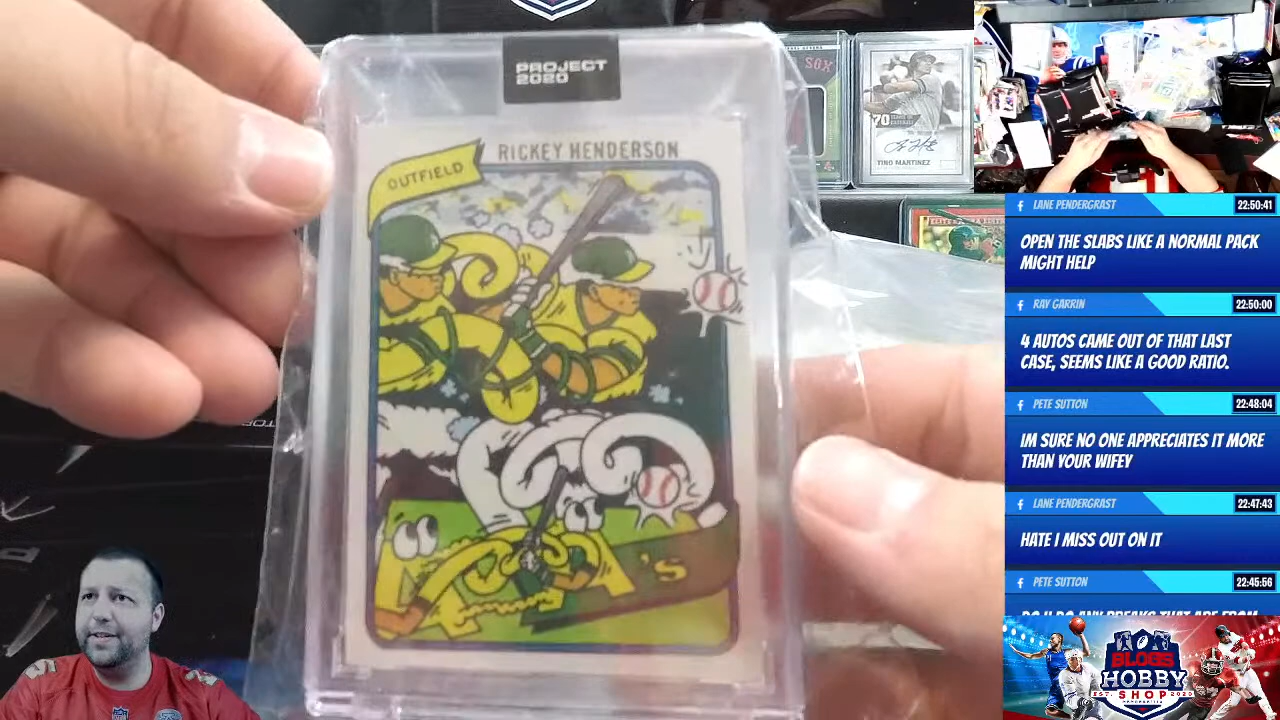 PROJECT
2020
OUTFIELD
RICKEY HENDERSON
A
A
'S
SOX
70
TINO MARTINEZ
LANE PENDERGRAST
22:50:41
OPEN THE SLABS LIKE A NORMAL PACK
MIGHT HELP
RAY GARRIN
22:50:00
4 AUTOS CAME OUT OF THAT LAST
CASE, SEEMS LIKE A GOOD RATIO.
PETE SUTTON
22:48:04
IM SURE NO ONE APPRECIATES IT MORE
THAN YOUR WIFEY
LANE PENDERGRAST
22:47:43
HATE I MISS OUT ON IT
PETE SUTTON
22:45:56
BLOGS
HOBBY
EST. SHOP 2020